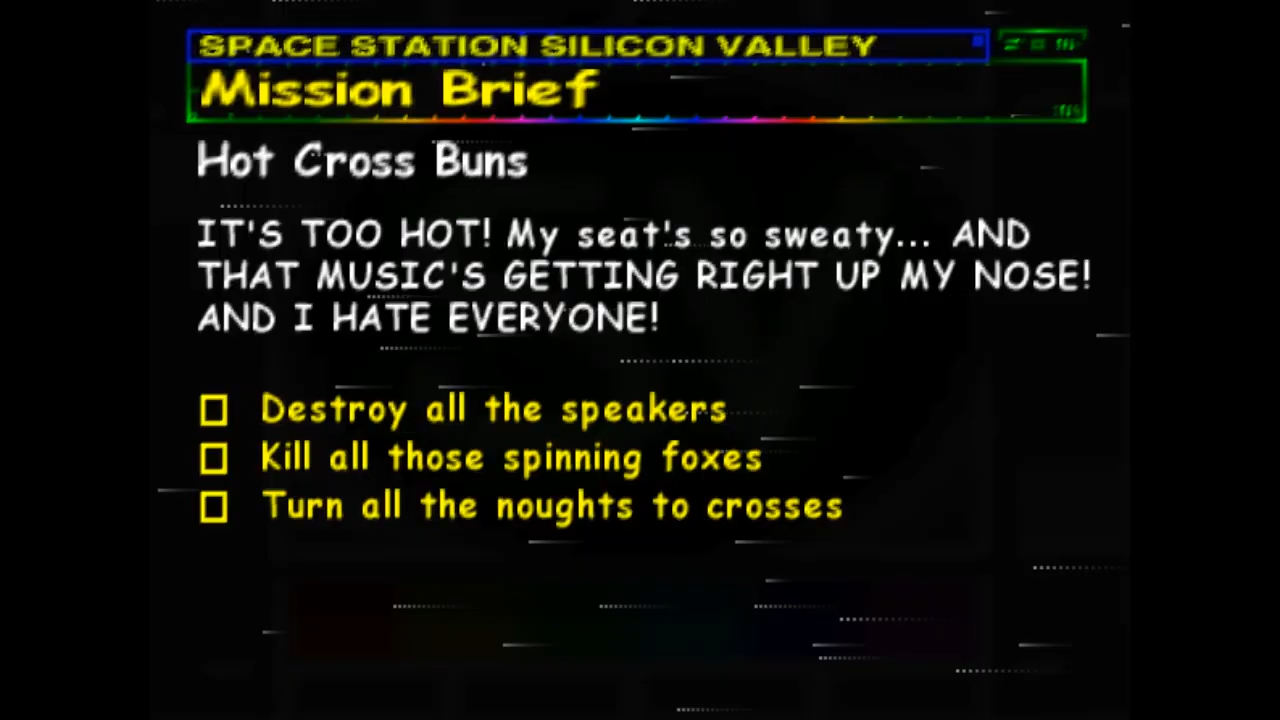 SPACE STATION SILICON VALLEY
Mission Brief
Hot Cross Buns
IT'S TOO HOT! My seat's so sweaty... AND
THAT MUSIC'S GETTING RIGHT UP MY NOSE!
AND I HATE EVERYONE!
Destroy all the speakers
Kill all those spinning foxes
Turn all the noughts to crosses